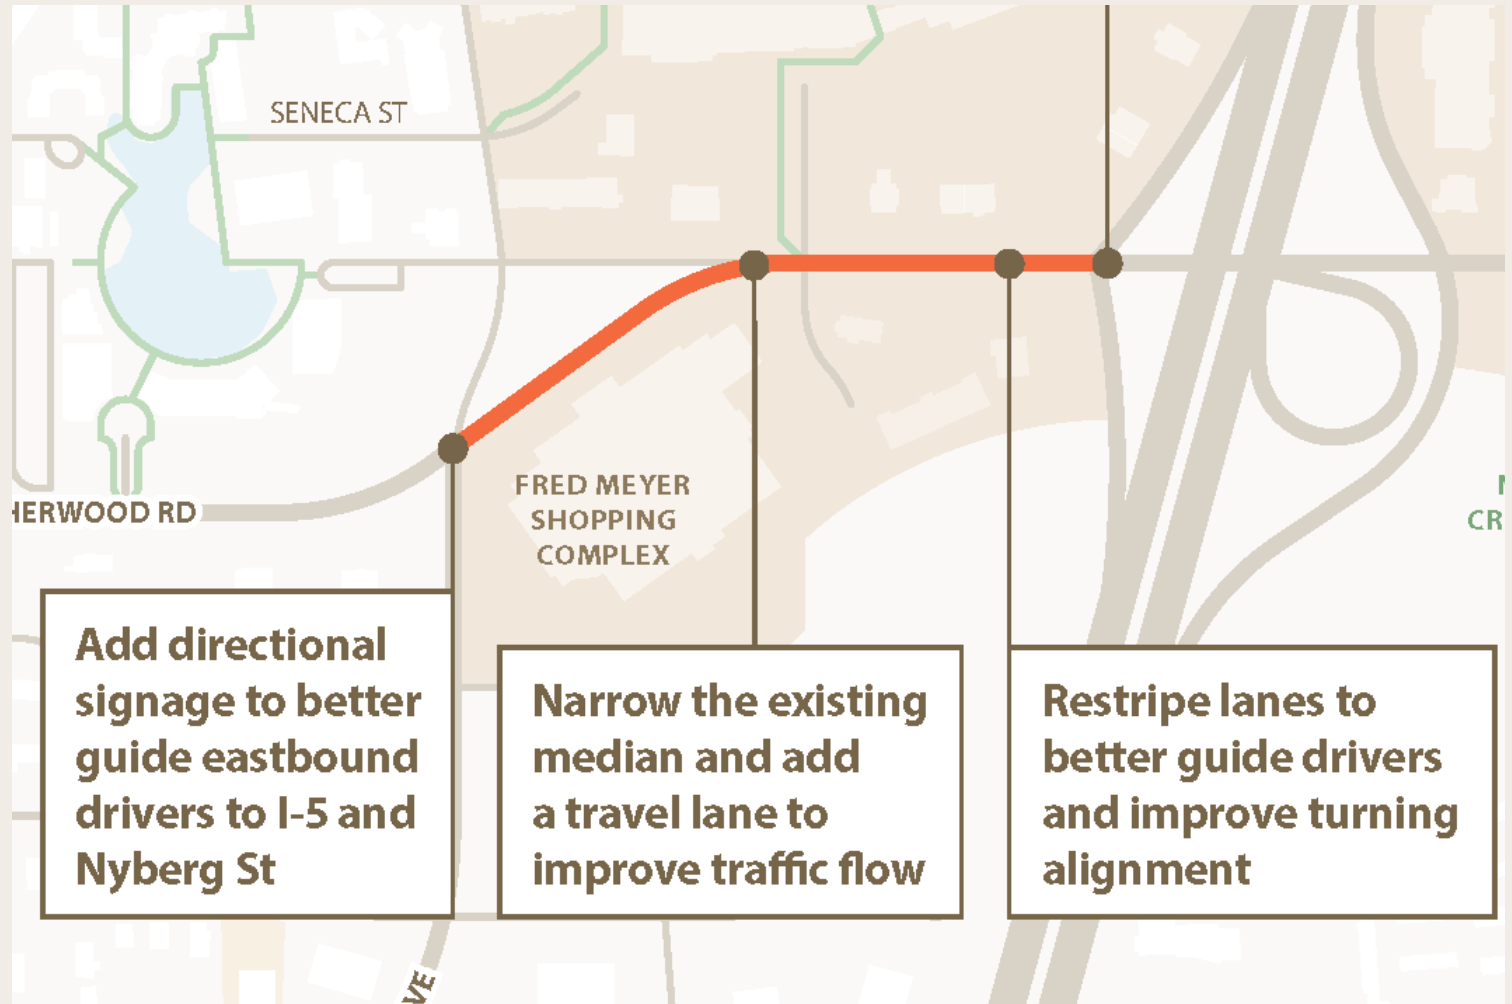 SENECA ST
HERWOOD RD
FRED MEYER
SHOPPING
COMPLEX
CR
Add directional
signage to better
guide eastbound
drivers to I-5 and
Nyberg St
Narrow the existing
median and add
a travel lane to
improve traffic flow
Restripe lanes to
better guide drivers
and improve turning
alignment
VE